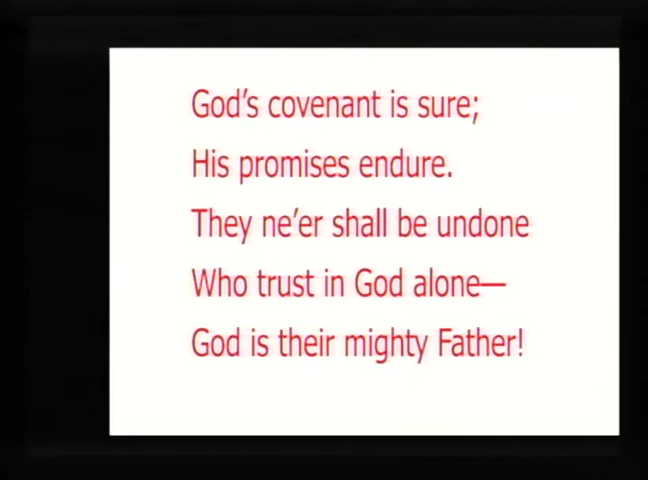 God's covenant is sure;
His promises endure.
They ne'er shall be undone
Who trust in God alone—
God is their mighty Father!